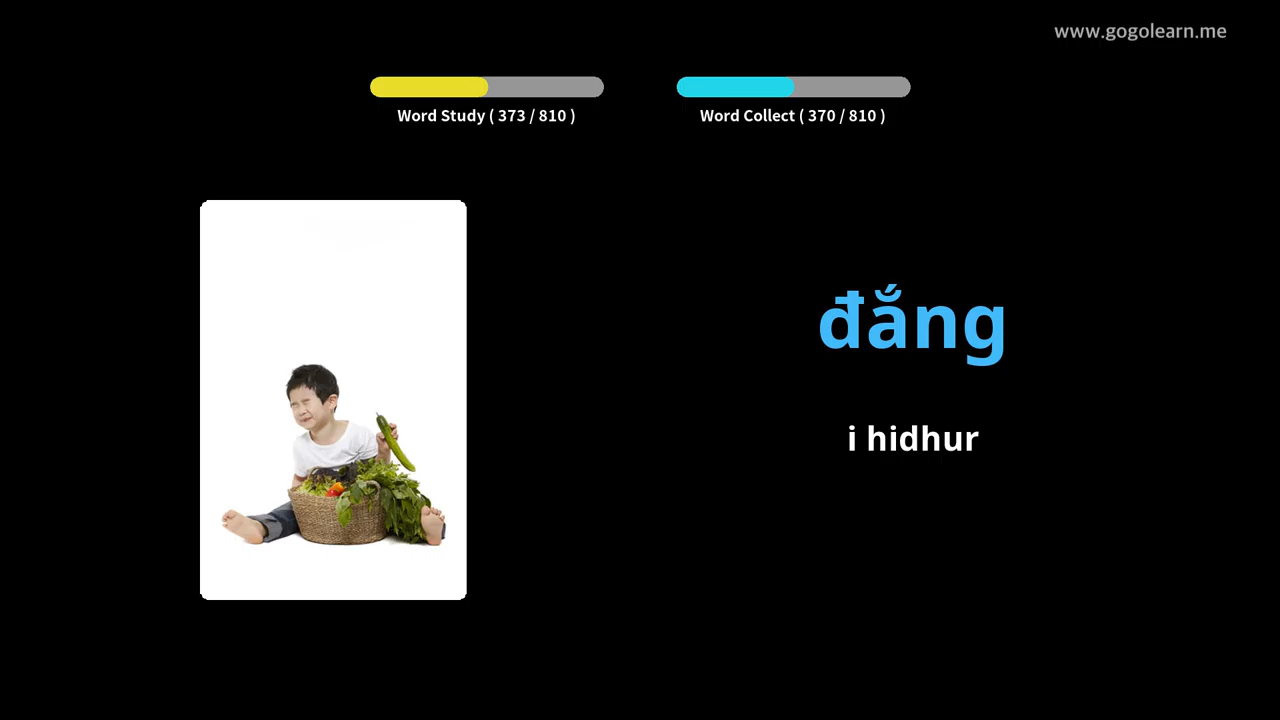 www.gogolearn.me
Word Study ( 373 / 810 )
Word Collect ( 370 / 810 )
đắng
i hidhur